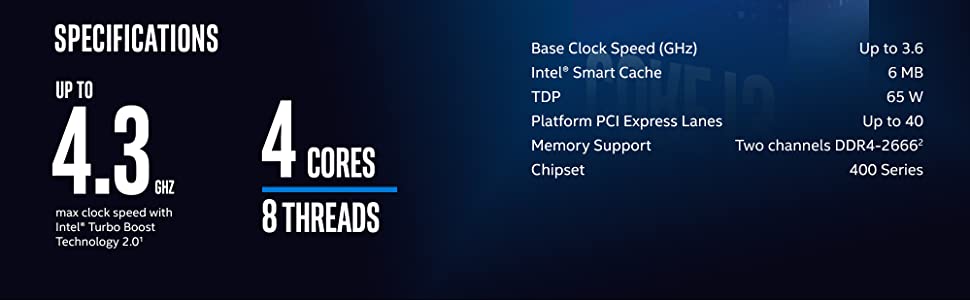 SPECIFICATIONS
UP TO
4.3 GHZ
max clock speed with
Intel® Turbo Boost
Technology 2.0¹
4 CORES
8 THREADS
Base Clock Speed (GHz) Up to 3.6
Intel® Smart Cache 6 MB
TDP 65 W
Platform PCI Express Lanes Up to 40
Memory Support Two channels DDR4-2666²
Chipset 400 Series
CORE i3